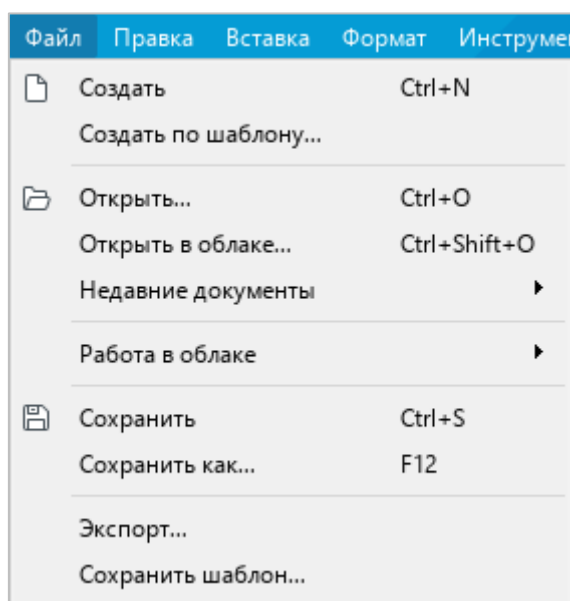 Файл Правка Вставка Формат
Создать Ctrl+N
Создать по шаблону...
Открыть... Ctrl+O
Открыть в облаке... Ctrl+Shift+O
Недавние документы
Работа в облаке
Сохранить Ctrl+S
Сохранить как... F12
Экспорт...
Сохранить шаблон...